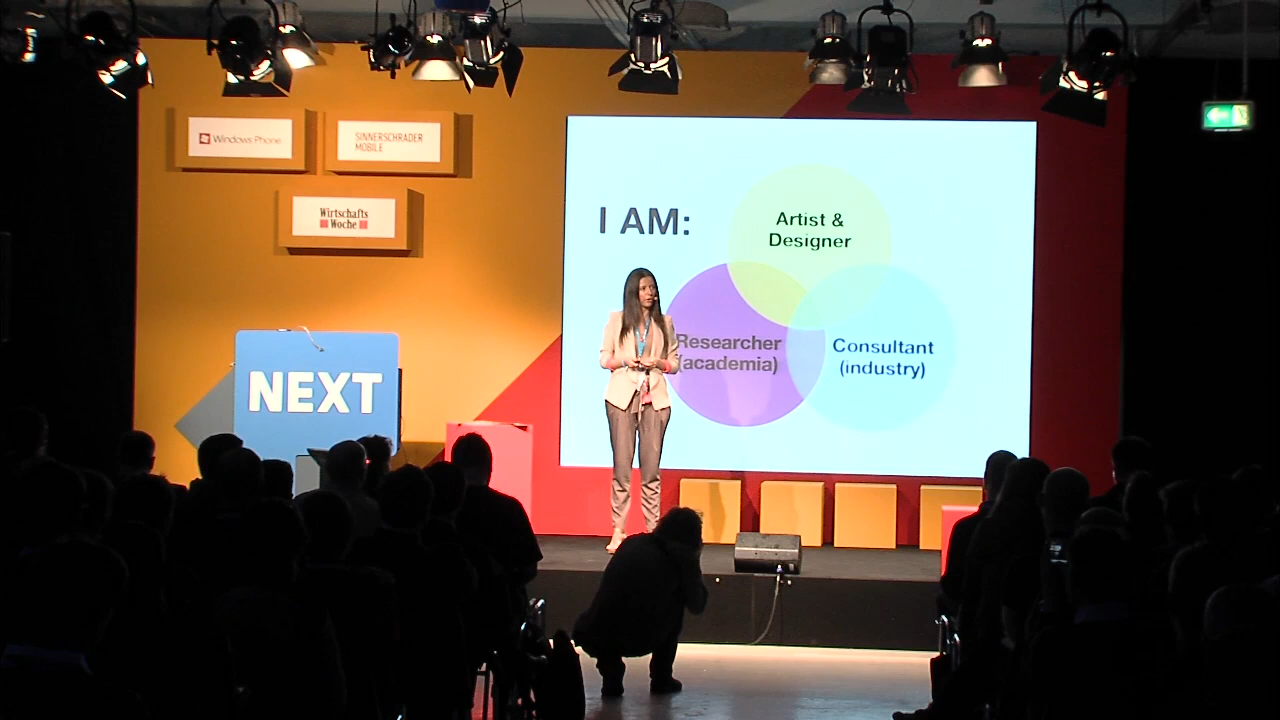 Windows Phone
SINNERSCHRADER
MOBILE
Wirtschafts
Woche
NEXT
I AM:
Artist &
Designer
Researcher
(academia)
Consultant
(industry)